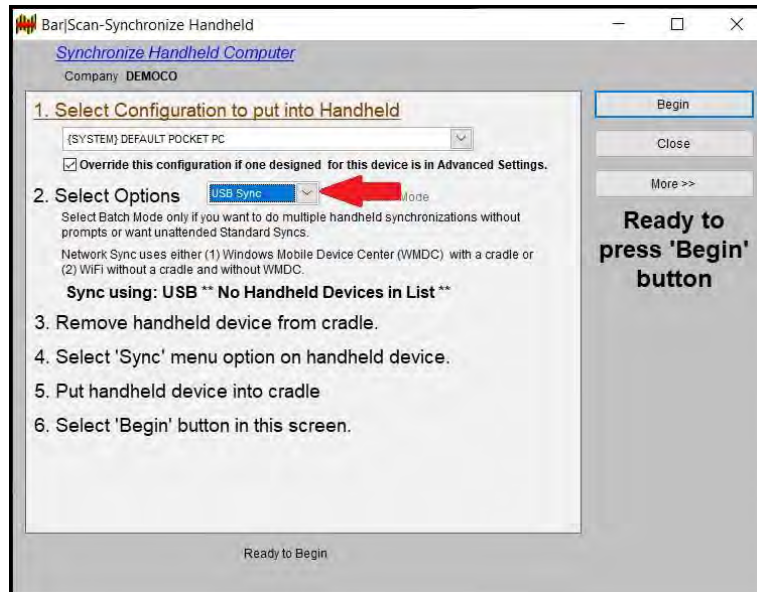 Bar|Scan-Synchronize Handheld
Synchronize Handheld Computer
Company DEMOCO
1. Select Configuration to put into Handheld
{SYSTEM} DEFAULT POCKET PC
Override this configuration if one designed for this device is in Advanced Settings.
2. Select Options USB Sync Mode
Select Batch Mode only if you want to do multiple handheld synchronizations without
prompts or want unattended Standard Syncs.
Network Sync uses either (1) Windows Mobile Device Center (WMDC) with a cradle or
(2) WiFi without a cradle and without WMDC.
Sync using: USB ** No Handheld Devices in List **
3. Remove handheld device from cradle.
4. Select 'Sync' menu option on handheld device.
5. Put handheld device into cradle
6. Select 'Begin' button in this screen.
Ready to Begin
Begin
Close
More >>
Ready to
press 'Begin'
button